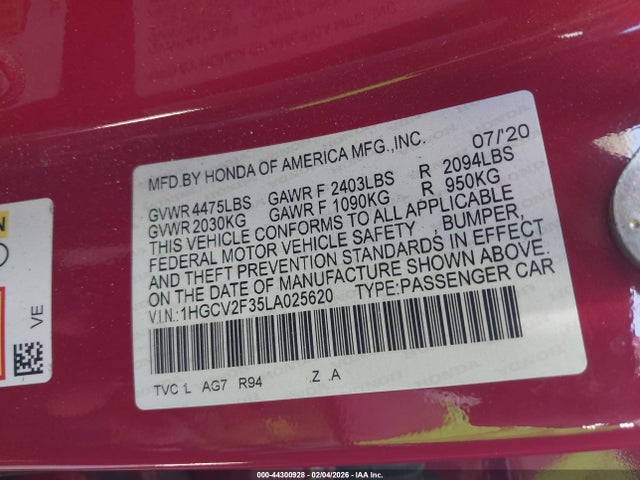 MFD.BY HONDA OF AMERICA MFG.,INC. 07/'20
GVWR 4475LBS GAWR F 2403LBS R 2094LBS
GVWR 2030KG GAWR F 1090KG R 950KG
THIS VEHICLE CONFORMS TO ALL APPLICABLE
FEDERAL MOTOR VEHICLE SAFETY , BUMPER,
AND THEFT PREVENTION STANDARDS IN EFFECT
ON THE DATE OF MANUFACTURE SHOWN ABOVE.
V.I.N.:1HGCV2F35LA025620 TYPE:PASSENGER CAR
TVC 1L AG7 R94 .Z .A
VE
000-44300928 - 02/04/2026 - IAA Inc.